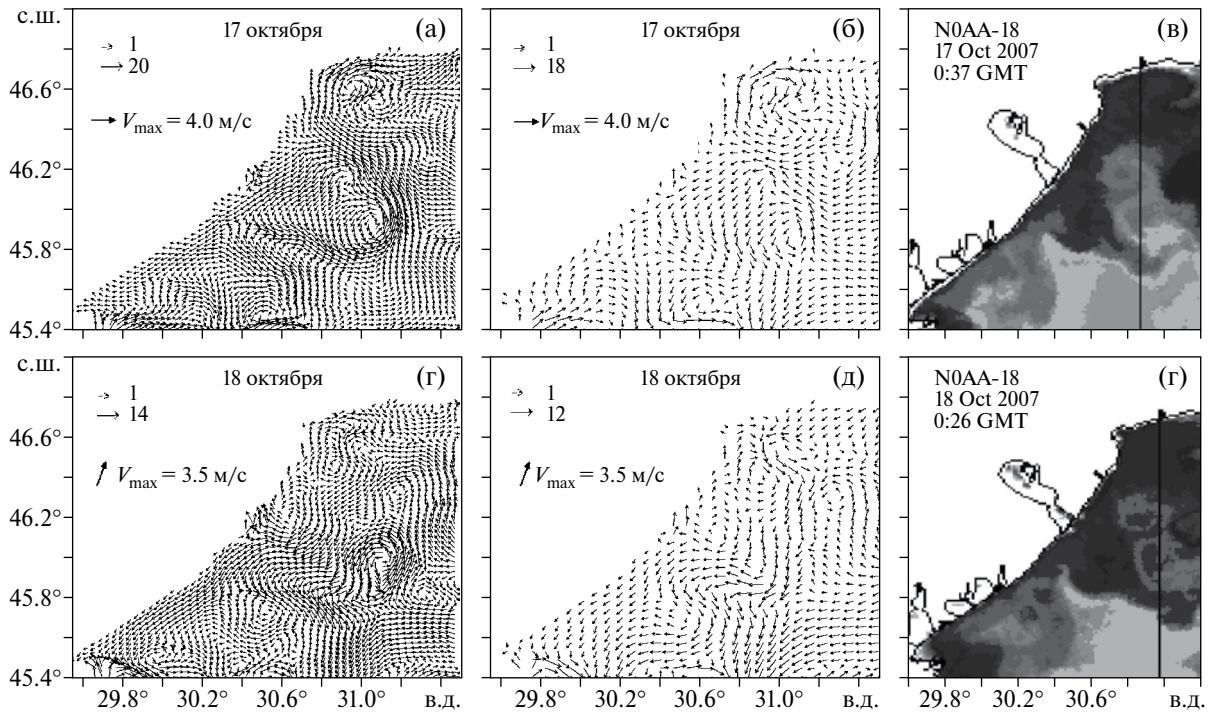 с.ш.
17 октября (а)
1
20
Vmax = 4.0 м/с
46.6°
46.2°
45.8°
45.4°
17 октября (б)
1
18
Vmax = 4.0 м/с
N0AA-18 (в)
17 Oct 2007
0:37 GMT
с.ш.
18 октября (г)
1
14
Vmax = 3.5 м/с
46.6°
46.2°
45.8°
45.4°
29.8° 30.2° 30.6° 31.0° в.д.
18 октября (д)
1
12
Vmax = 3.5 м/с
29.8° 30.2° 30.6° 31.0° в.д.
N0AA-18 (г)
18 Oct 2007
0:26 GMT
29.8° 30.2° 30.6° в.д.